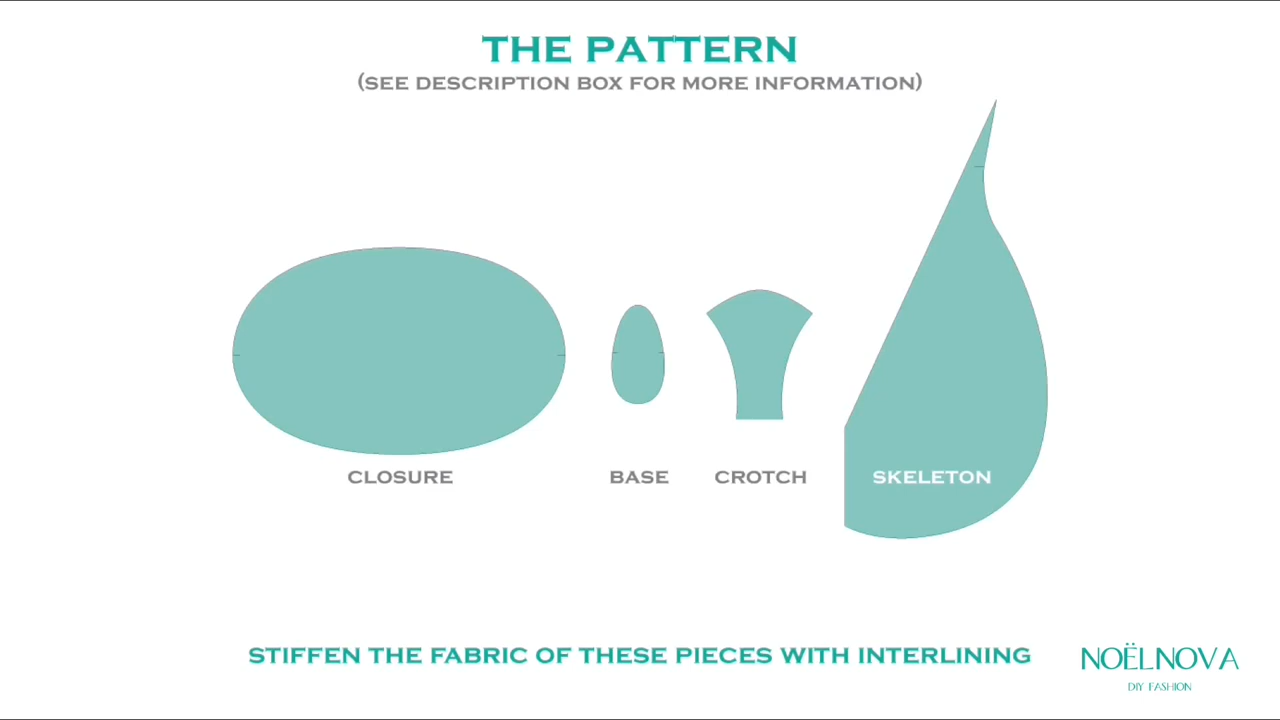 THE PATTERN
(SEE DESCRIPTION BOX FOR MORE INFORMATION)
CLOSURE
BASE
CROTCH
SKELETON
STIFFEN THE FABRIC OF THESE PIECES WITH INTERLINING
NOËLNOVA
DIY FASHION